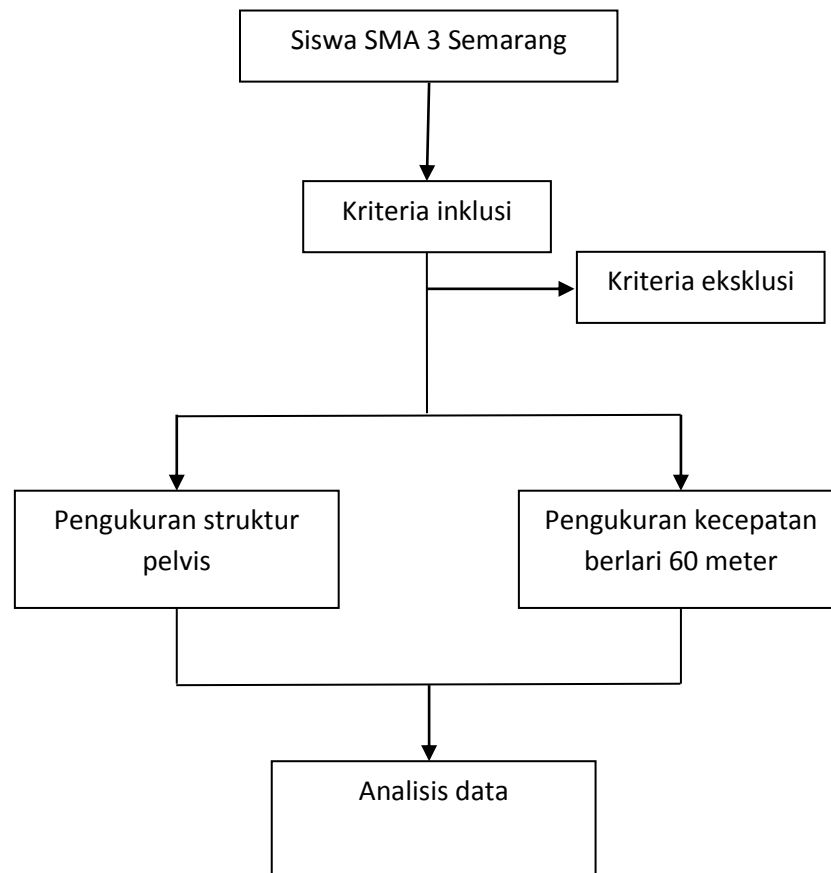 Siswa SMA 3 Semarang
Kriteria inklusi
Kriteria eksklusi
Pengukuran struktur
pelvis
Pengukuran kecepatan
berlari 60 meter
Analisis data